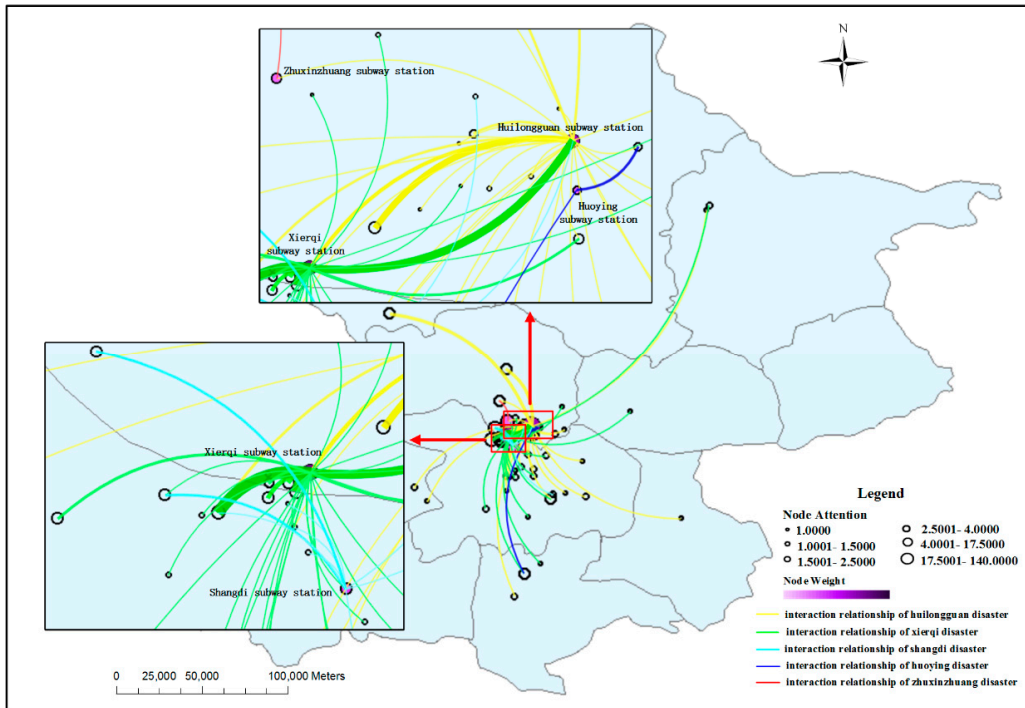 N
Zhuxinzhuang subway station
Huilongguan subway station
Huoying
subway station
Xierqi
subway station
Xierqi subway station
Shangdi subway station
Legend
Node Attention
1.0000
1.0001- 1.5000
1.5001- 2.5000
2.5001- 4.0000
4.0001- 17.5000
17.5001- 140.0000
Node Weight
interaction relationship of huilongguan disaster
interaction relationship of xierqi disaster
interaction relationship of shangdi disaster
interaction relationship of huoying disaster
interaction relationship of zhuxinzhuang disaster
0 25,000 50,000 100,000 Meters